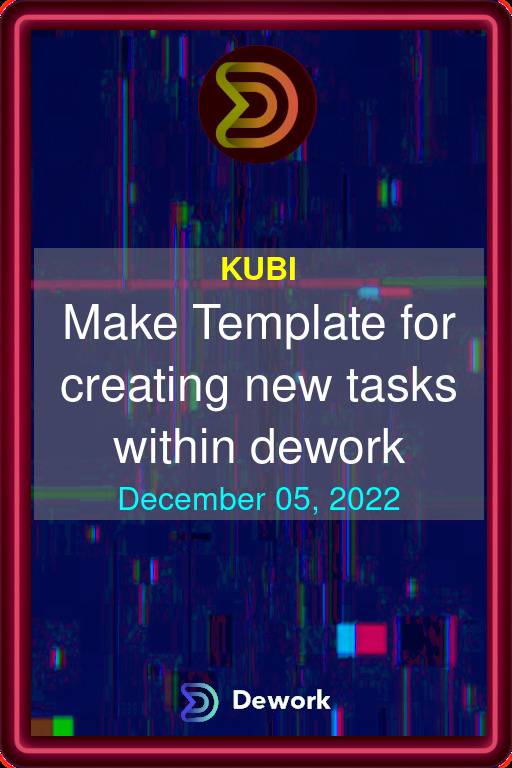 KUBI
Make Template for
creating new tasks
within dework
December 05, 2022
Dework